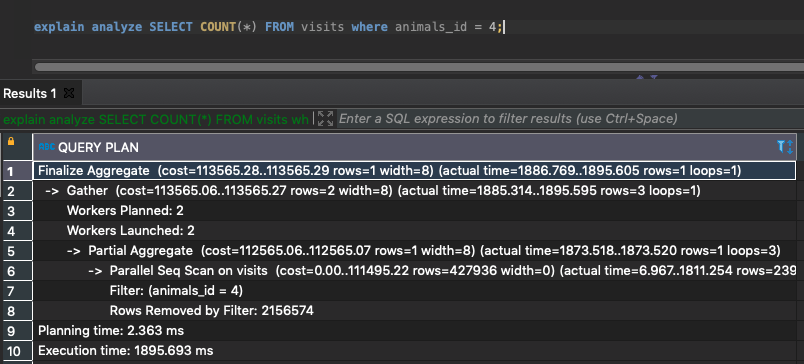 explain analyze SELECT COUNT(*) FROM visits where animals_id = 4;
Results 1
explain analyze SELECT COUNT(*) FROM visits wh Enter a SQL expression to filter results (use Ctrl+Space)
ABC QUERY PLAN
1 Finalize Aggregate (cost=113565.28..113565.29 rows=1 width=8) (actual time=1886.769..1895.605 rows=1 loops=1)
2 -> Gather (cost=113565.06..113565.27 rows=2 width=8) (actual time=1885.314..1895.595 rows=3 loops=1)
3 Workers Planned: 2
4 Workers Launched: 2
5 -> Partial Aggregate (cost=112565.06..112565.07 rows=1 width=8) (actual time=1873.518..1873.520 rows=1 loops=3)
6 -> Parallel Seq Scan on visits (cost=0.00..111495.22 rows=427936 width=0) (actual time=6.967..1811.254 rows=239
7 Filter: (animals_id = 4)
8 Rows Removed by Filter: 2156574
9 Planning time: 2.363 ms
10 Execution time: 1895.693 ms